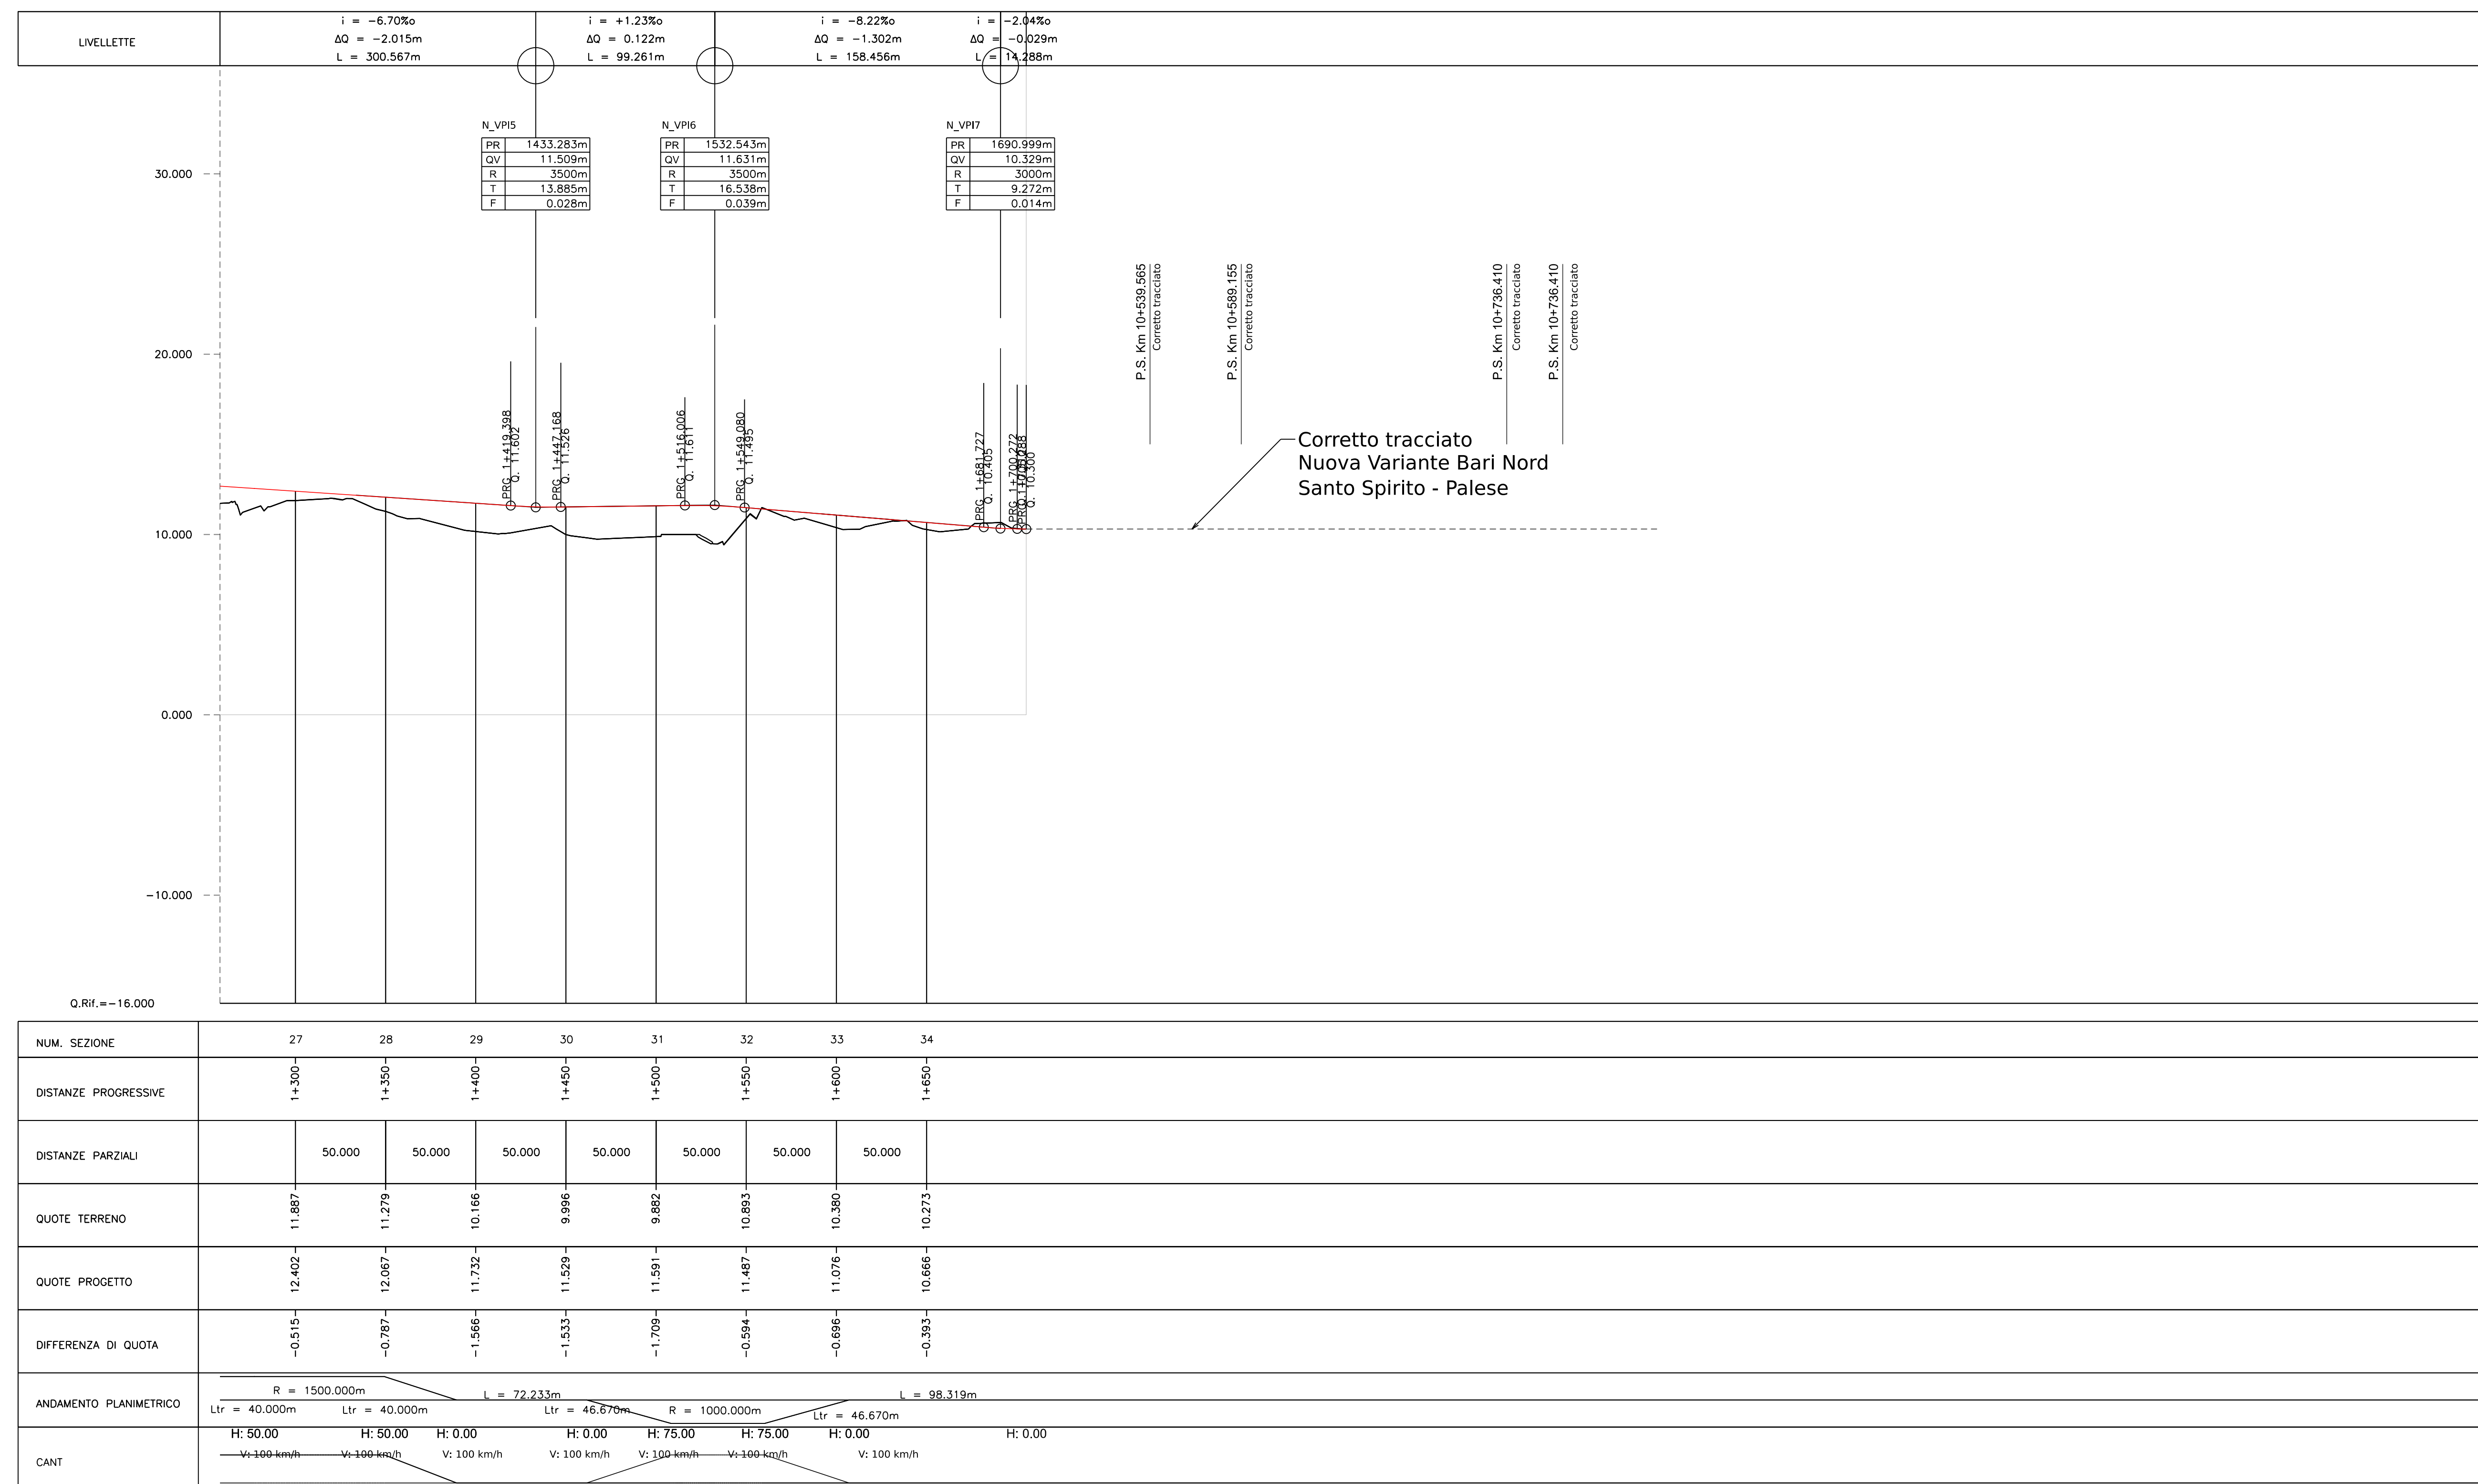 LIVELLETTE
i = -6.70‰
ΔQ = -2.015m
L = 300.567m
i = +1.23‰
ΔQ = 0.122m
L = 99.261m
i = -8.22‰
ΔQ = -1.302m
L = 158.456m
i = -2.04‰
ΔQ = -0.029m
L = 14.288m
N_VPI5
PR 1433.283m
QV 11.509m
R 3500m
T 13.885m
F 0.028m
N_VPI6
PR 1532.543m
QV 11.631m
R 3500m
T 16.538m
F 0.039m
N_VPI7
PR 1690.999m
QV 10.329m
R 3000m
T 9.272m
F 0.014m
30.000
20.000
10.000
0.000
-10.000
Q.Rif.=-16.000
PRG 1+419.398
Q. 11.602
PRG 1+447.168
Q. 11.526
PRG 1+516.006
Q. 11.611
PRG 1+549.080
Q. 11.495
PRG 1+681.727
Q. 10.405
PRG 1+700.272
Q. 10.300
P.S. Km 10+539.565
Corretto tracciato
P.S. Km 10+589.155
Corretto tracciato
P.S. Km 10+736.410
Corretto tracciato
P.S. Km 10+736.410
Corretto tracciato
Corretto tracciato
Nuova Variante Bari Nord
Santo Spirito - Palese
NUM. SEZIONE 27 28 29 30 31 32 33 34
DISTANZE PROGRESSIVE 1+300 1+350 1+400 1+450 1+500 1+550 1+600 1+650
DISTANZE PARZIALI 50.000 50.000 50.000 50.000 50.000 50.000 50.000
QUOTE TERRENO 11.887 11.279 10.166 9.996 9.882 10.893 10.380 10.273
QUOTE PROGETTO 12.402 12.067 11.732 11.529 11.591 11.487 11.076 10.666
DIFFERENZA DI QUOTA -0.515 -0.787 -1.566 -1.533 -1.709 -0.594 -0.696 -0.393
ANDAMENTO PLANIMETRICO
R = 1500.000m L = 72.233m L = 98.319m
Ltr = 40.000m Ltr = 40.000m Ltr = 46.670m R = 1000.000m Ltr = 46.670m
CANT
H: 50.00 H: 50.00 H: 0.00 H: 0.00 H: 75.00 H: 75.00 H: 0.00 H: 0.00
V: 100 km/h V: 100 km/h V: 100 km/h V: 100 km/h V: 100 km/h V: 100 km/h V: 100 km/h